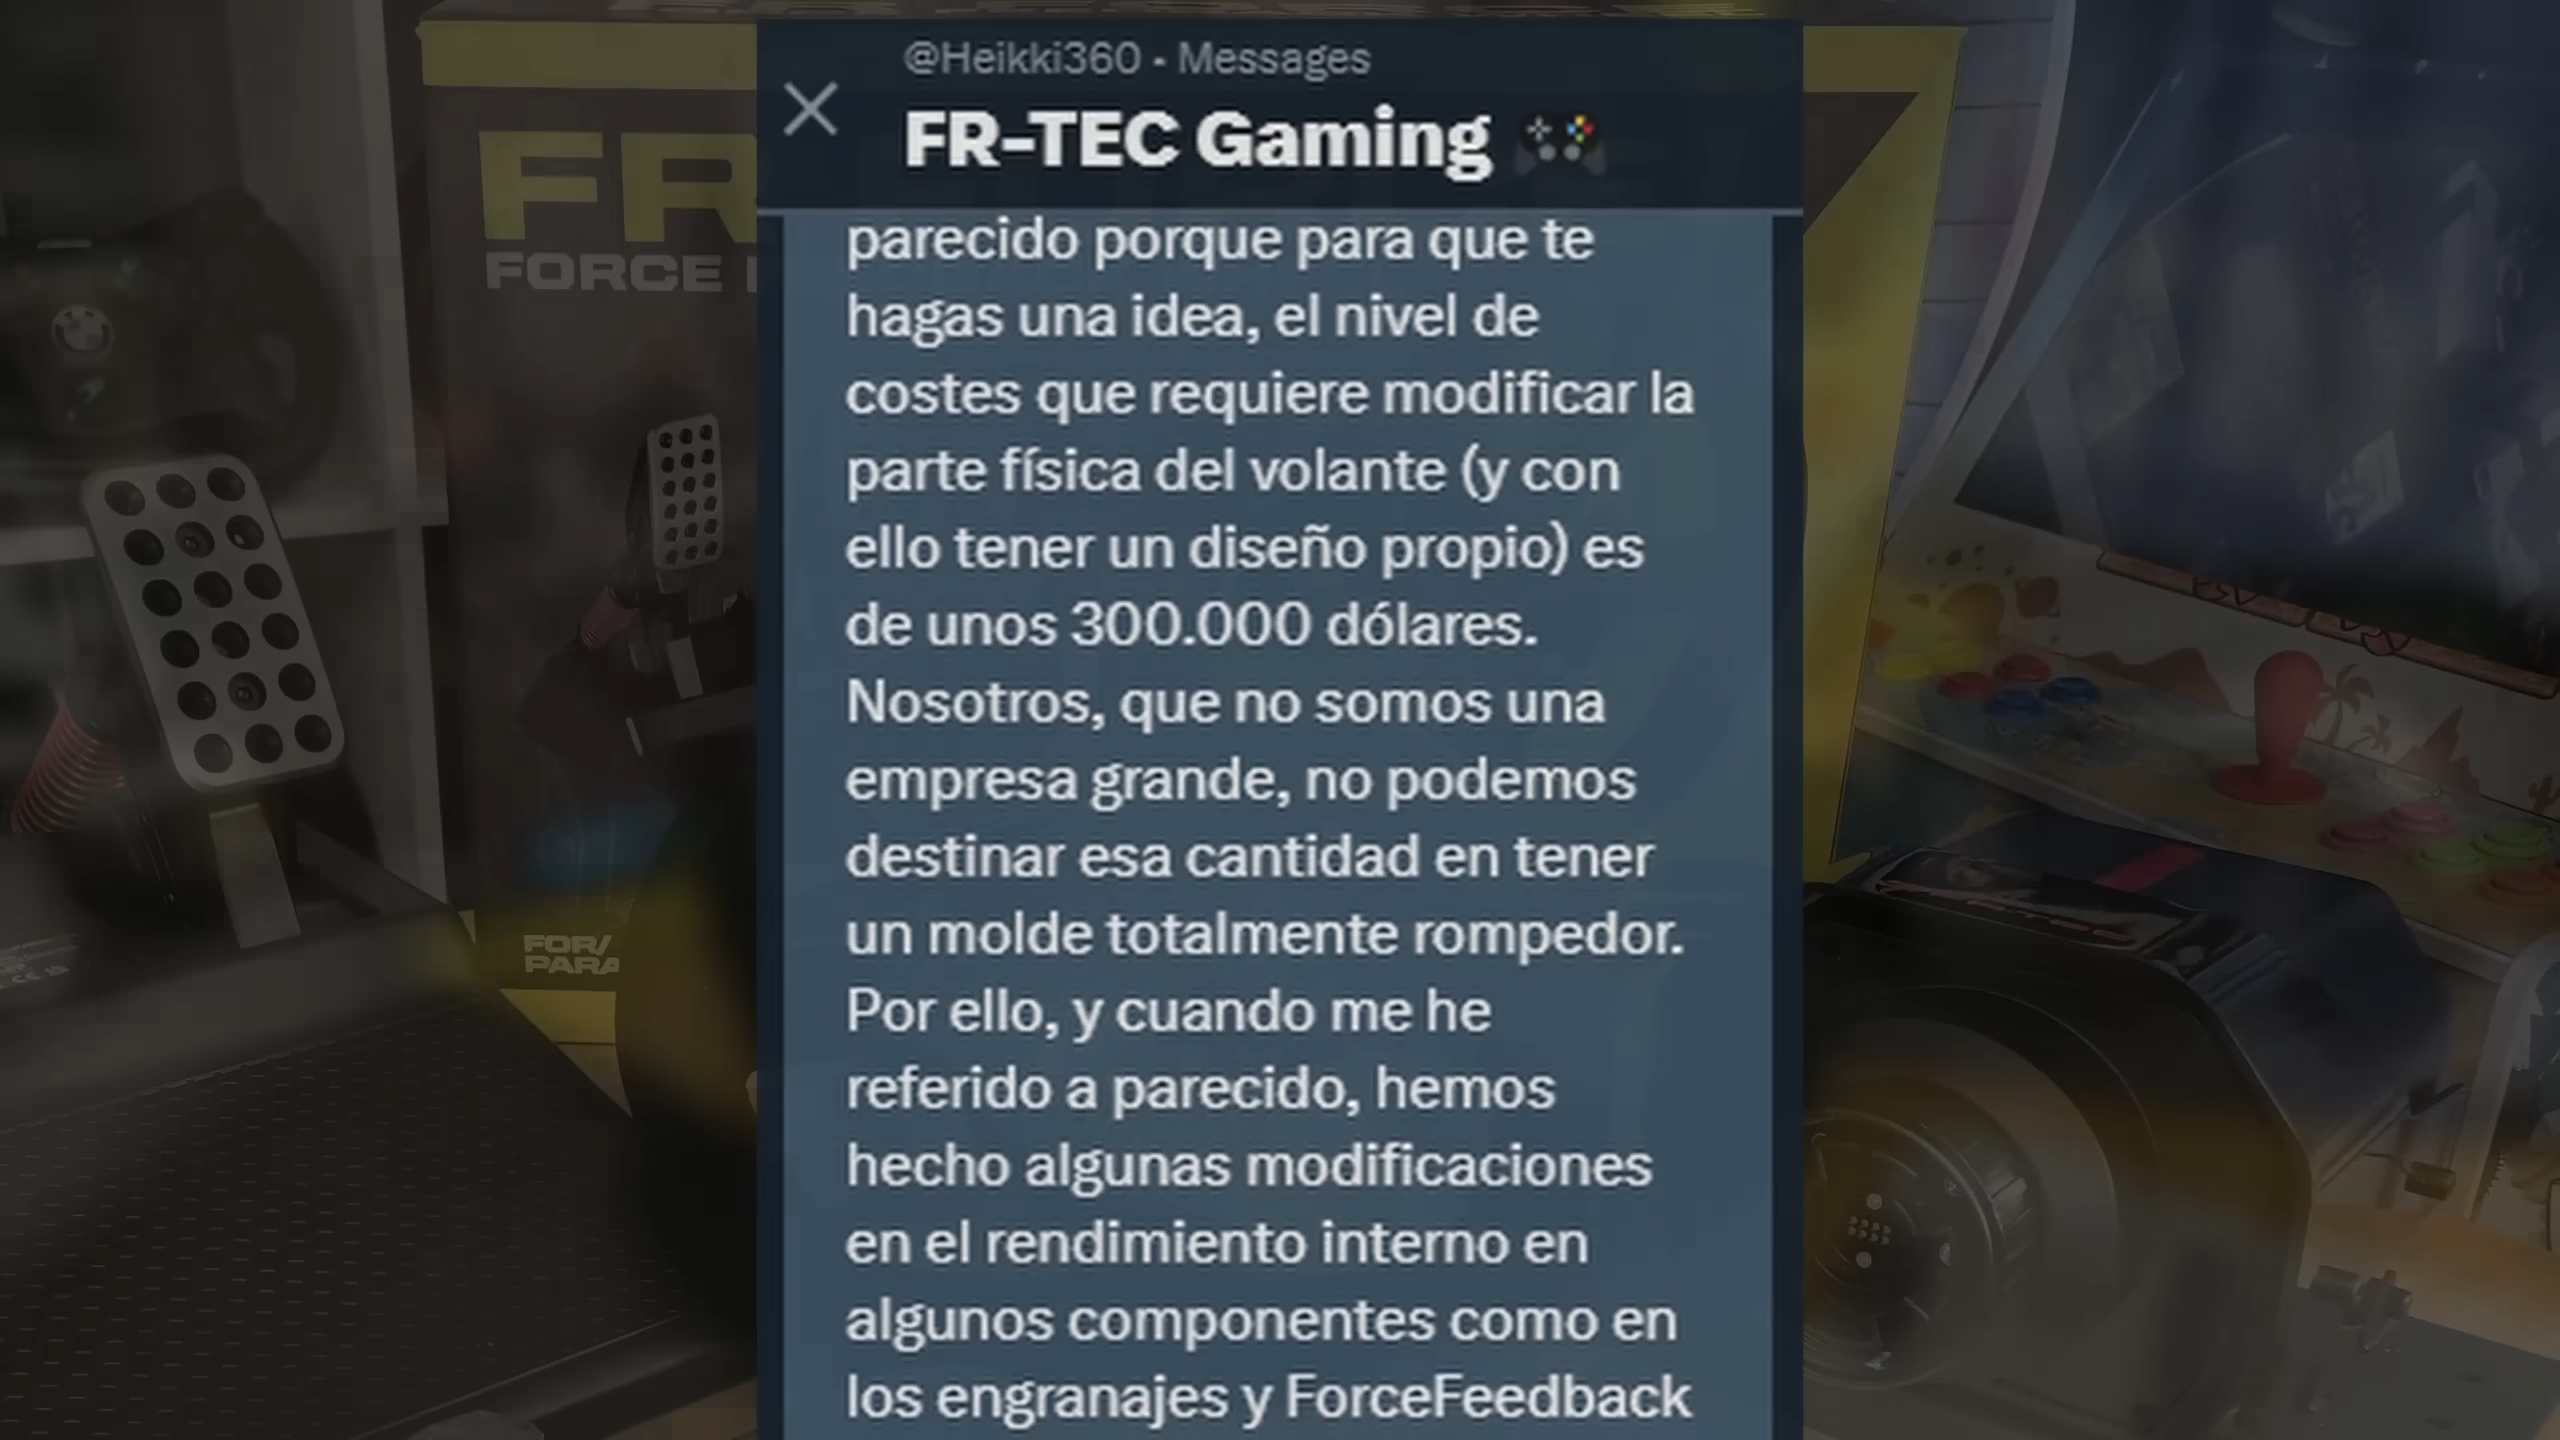 @Heikki360 - Messages
FR-TEC Gaming 🎮
parecido porque para que te
hagas una idea, el nivel de
costes que requiere modificar la
parte física del volante (y con
ello tener un diseño propio) es
de unos 300.000 dólares.
Nosotros, que no somos una
empresa grande, no podemos
destinar esa cantidad en tener
un molde totalmente rompedor.
Por ello, y cuando me he
referido a parecido, hemos
hecho algunas modificaciones
en el rendimiento interno en
algunos componentes como en
los engranajes y ForceFeedback
FR
FORCE
FOR/
PARA